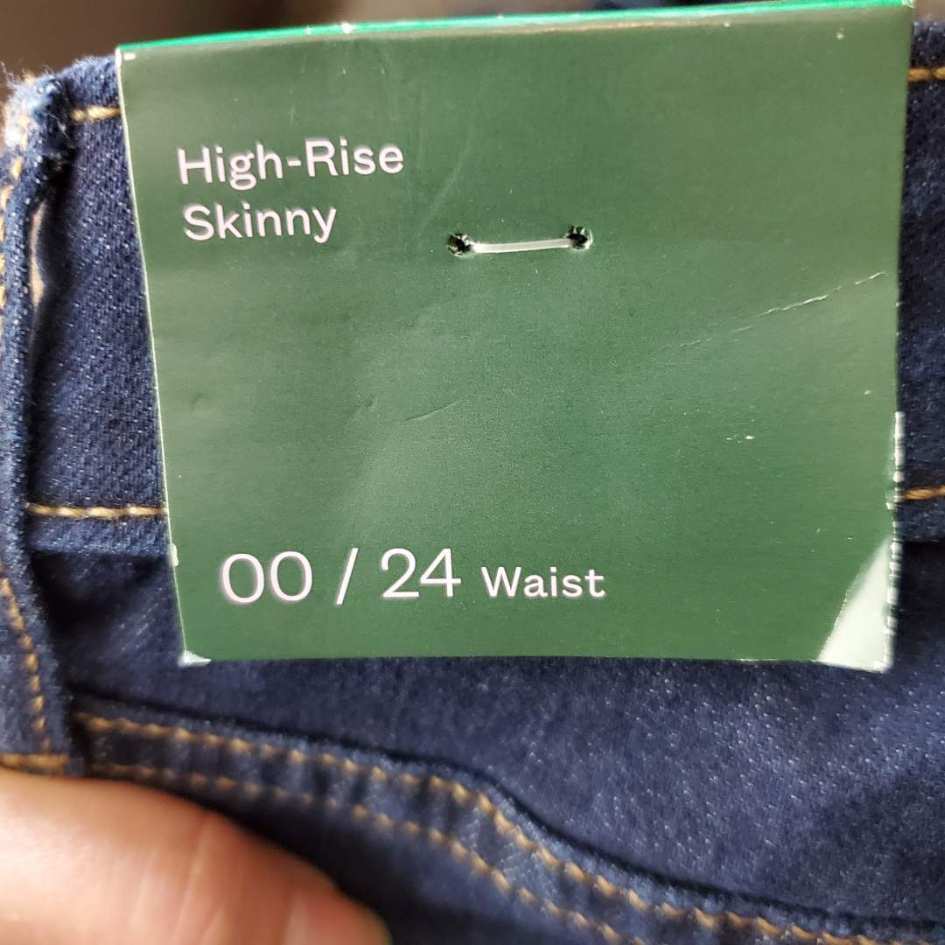 High-Rise
Skinny
00 / 24 Waist